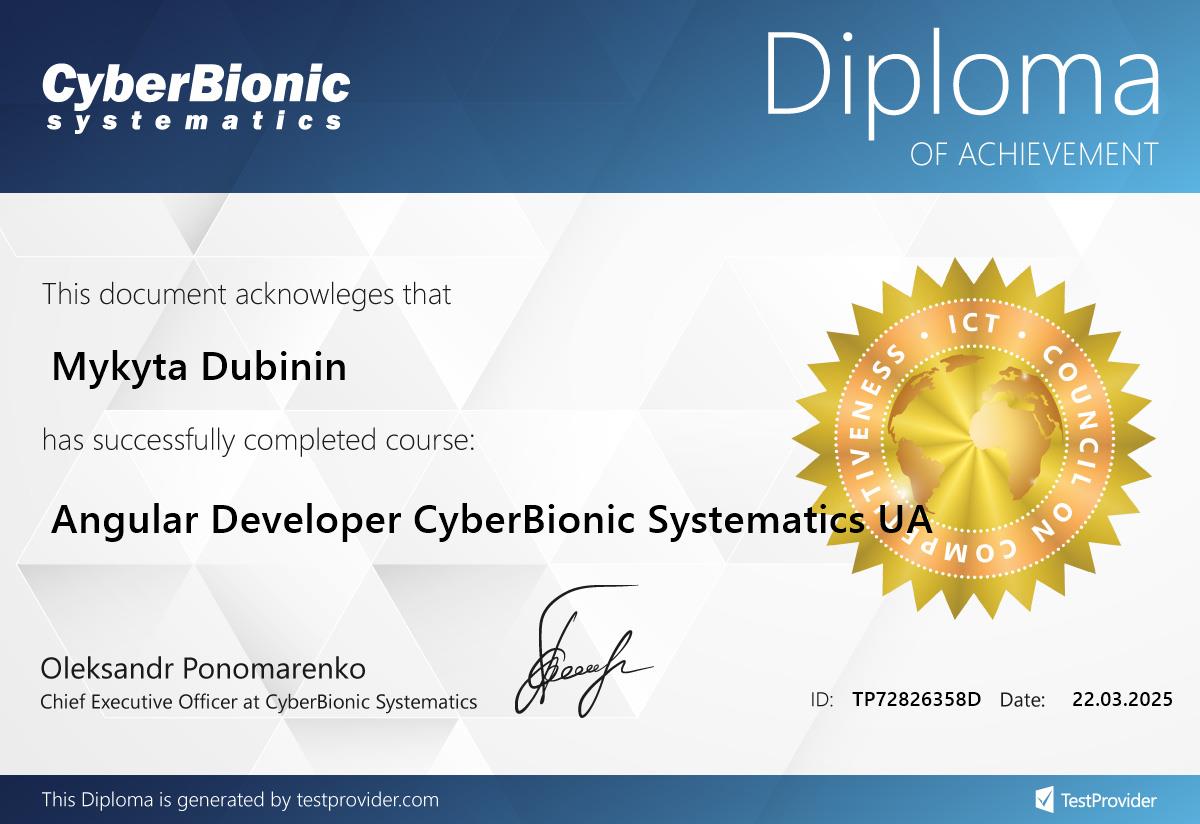 CyberBionic
systematics
Diploma
OF ACHIEVEMENT
This document acknowleges that
Mykyta Dubinin
has successfully completed course:
Angular Developer CyberBionic Systematics UA
ICT • COUNCIL ON COMPETITIVENESS •
Oleksandr Ponomarenko
Chief Executive Officer at CyberBionic Systematics
ID: TP72826358D Date: 22.03.2025
This Diploma is generated by testprovider.com
TestProvider